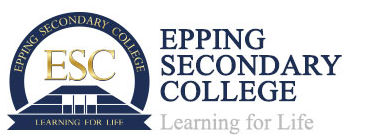 EPPING SECONDARY COLLEGE
ESC
LEARNING FOR LIFE
EPPING
SECONDARY
COLLEGE
Learning for Life